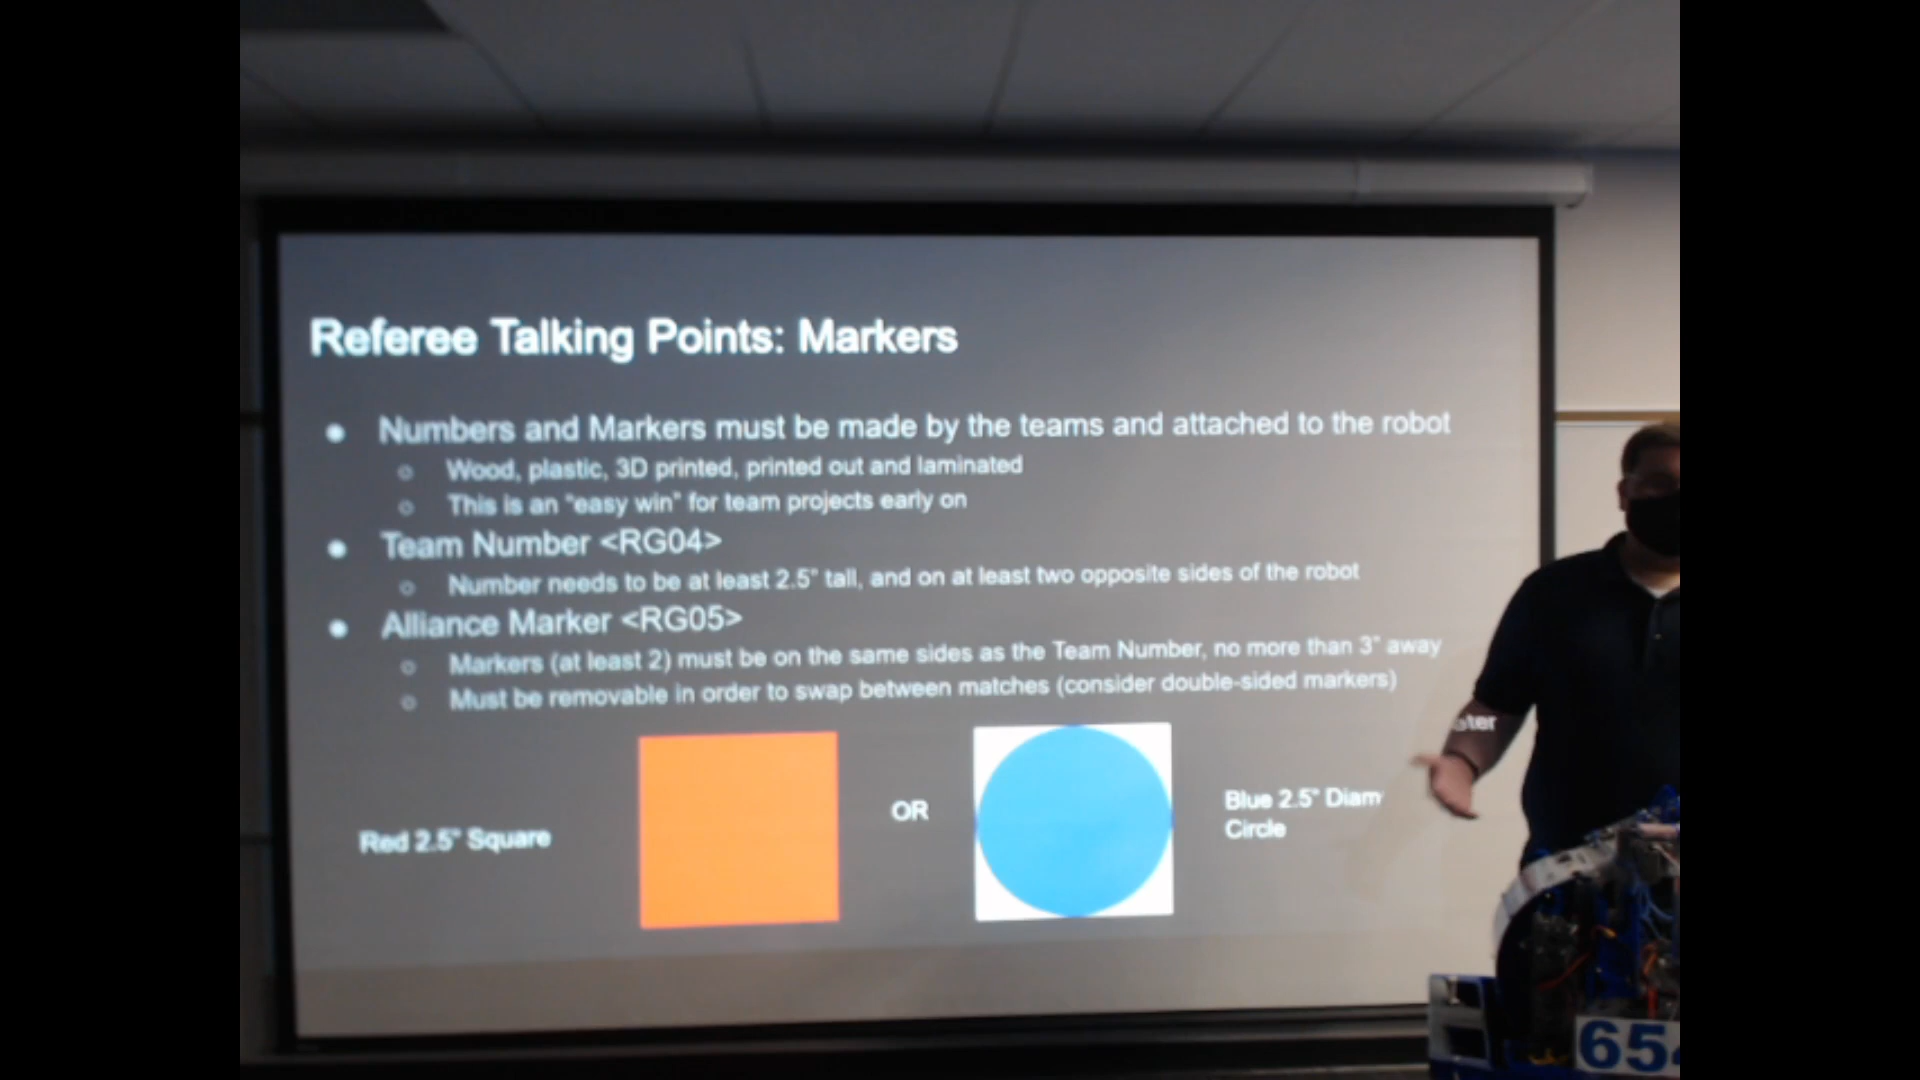 Referee Talking Points: Markers
Numbers and Markers must be made by the teams and attached to the robot
Wood, plastic, 3D printed, printed out and laminated
This is an “easy win” for team projects early on
Team Number <RG04>
Number needs to be at least 2.5” tall, and on at least two opposite sides of the robot
Alliance Marker <RG05>
Markers (at least 2) must be on the same sides as the Team Number, no more than 3” away
Must be removable in order to swap between matches (consider double-sided markers)
Red 2.5” Square
OR
Blue 2.5” Diam
Circle